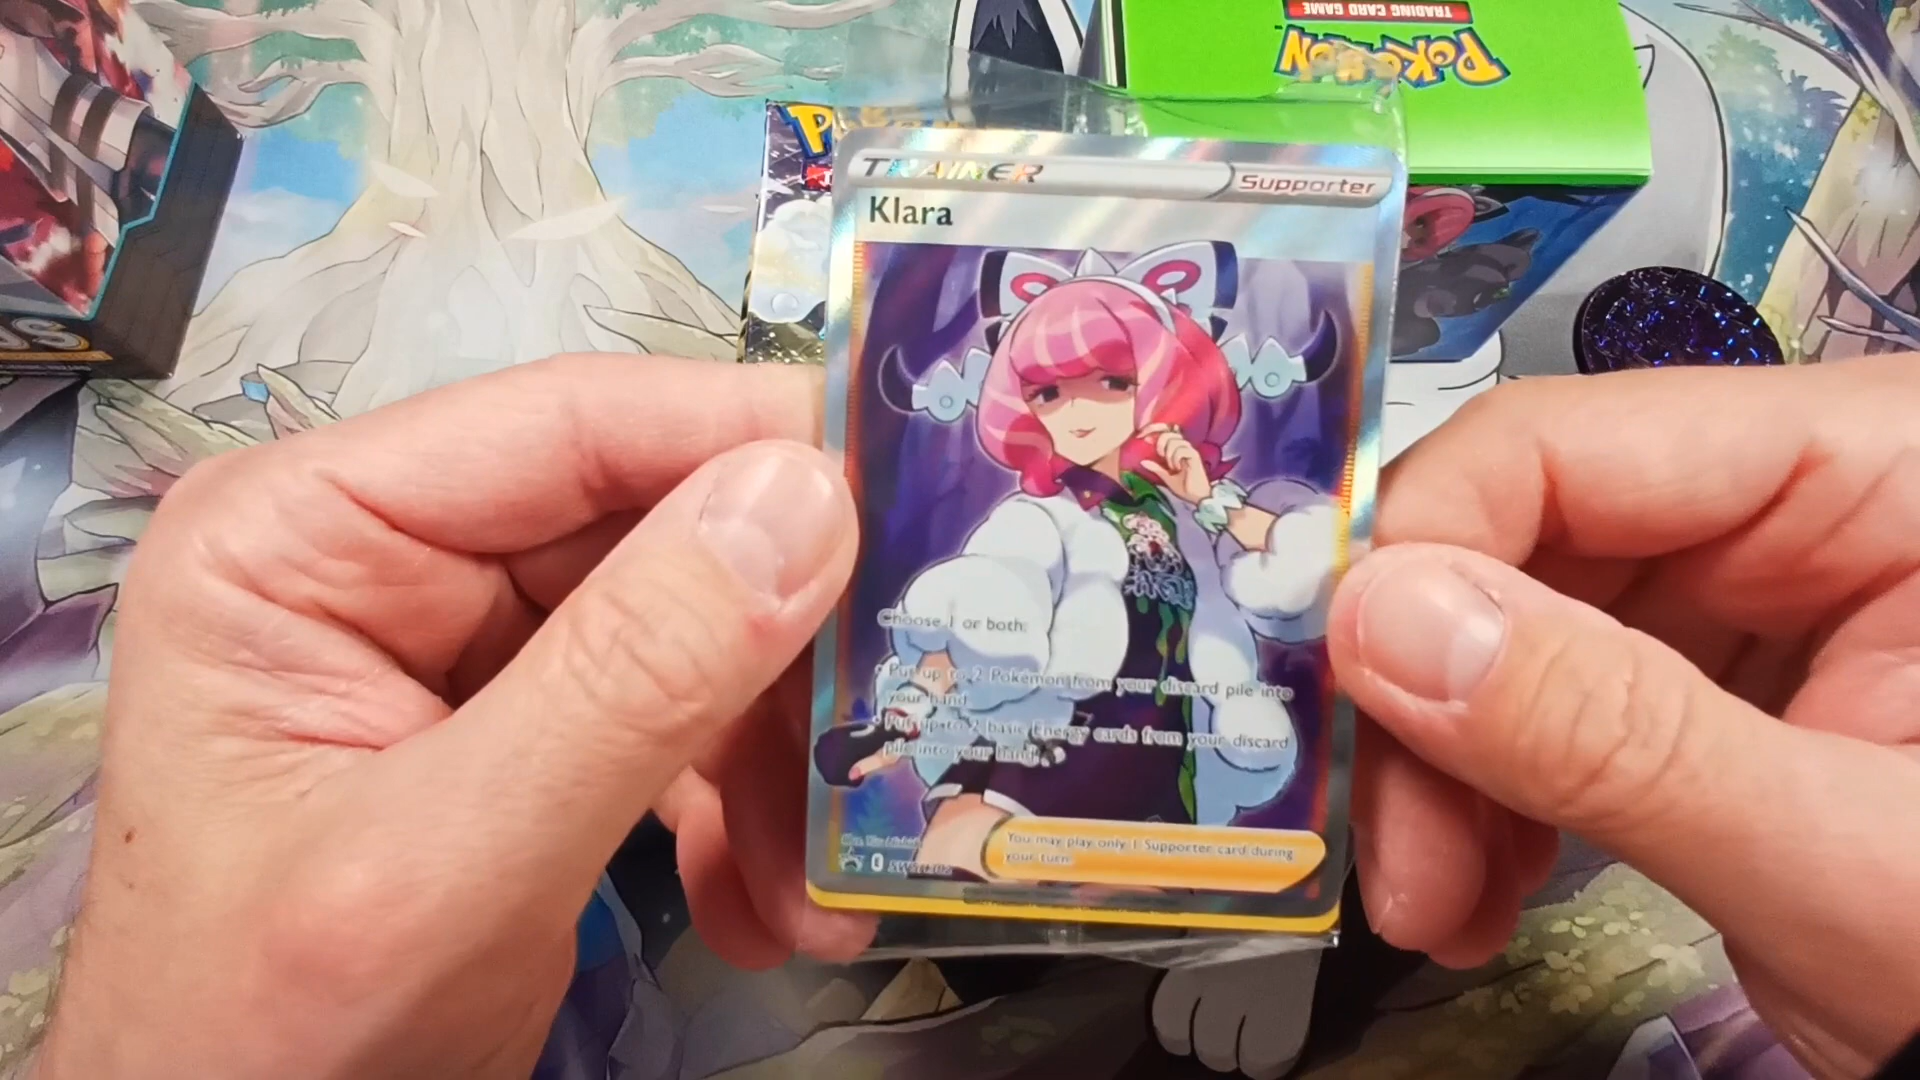 TRADING CARD GAME
POKéMON
TRAINER
Supporter
Klara
Choose 1 or both:
• Put up to 2 Pokémon from your discard pile into
your hand.
• Put up to 2 basic Energy cards from your discard
pile into your hand.
You may play only 1 Supporter card during
your turn.